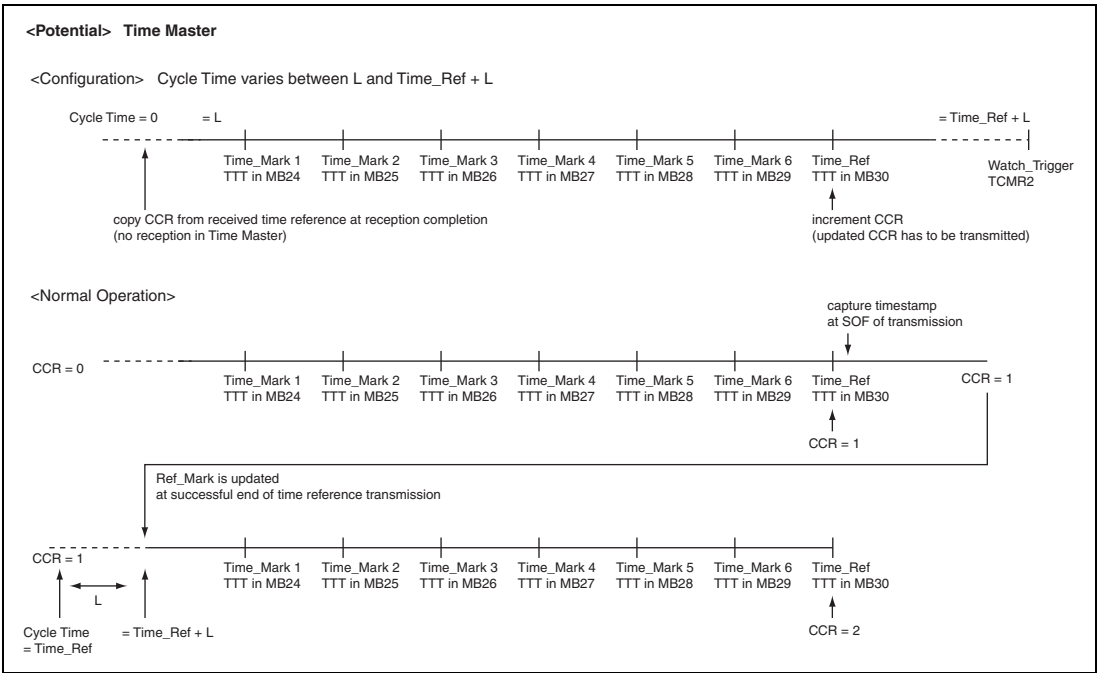 <Potential> Time Master
<Configuration> Cycle Time varies between L and Time_Ref + L
Cycle Time = 0
= L
= Time_Ref + L
Time_Mark 1
TTT in MB24
Time_Mark 2
TTT in MB25
Time_Mark 3
TTT in MB26
Time_Mark 4
TTT in MB27
Time_Mark 5
TTT in MB28
Time_Mark 6
TTT in MB29
Time_Ref
TTT in MB30
Watch_Trigger
TCMR2
copy CCR from received time reference at reception completion
(no reception in Time Master)
increment CCR
(updated CCR has to be transmitted)
<Normal Operation>
capture timestamp
at SOF of transmission
CCR = 0
Time_Mark 1
TTT in MB24
Time_Mark 2
TTT in MB25
Time_Mark 3
TTT in MB26
Time_Mark 4
TTT in MB27
Time_Mark 5
TTT in MB28
Time_Mark 6
TTT in MB29
Time_Ref
TTT in MB30
CCR = 1
CCR = 1
Ref_Mark is updated
at successful end of time reference transmission
CCR = 1
Time_Mark 1
TTT in MB24
Time_Mark 2
TTT in MB25
Time_Mark 3
TTT in MB26
Time_Mark 4
TTT in MB27
Time_Mark 5
TTT in MB28
Time_Mark 6
TTT in MB29
Time_Ref
TTT in MB30
L
Cycle Time
= Time_Ref
= Time_Ref + L
CCR = 2